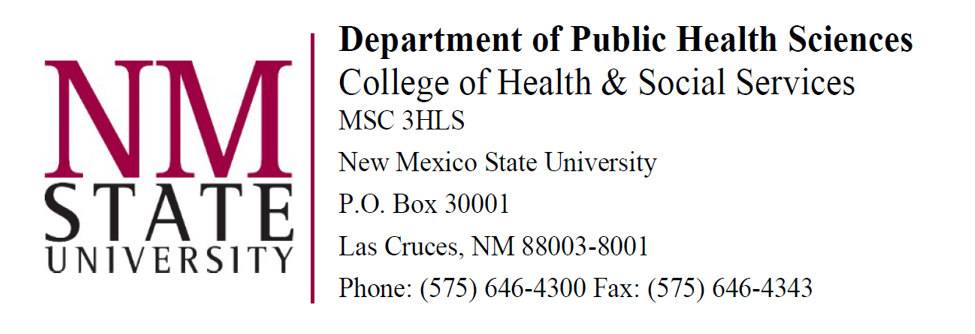 NM
STATE
UNIVERSITY
Department of Public Health Sciences
College of Health & Social Services
MSC 3HLS
New Mexico State University
P.O. Box 30001
Las Cruces, NM 88003-8001
Phone: (575) 646-4300 Fax: (575) 646-4343